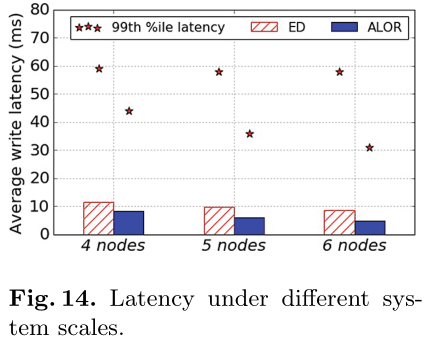 80
70
60
50
40
30
20
10
0
Average write latency (ms)
99th %ile latency ED ALOR
4 nodes 5 nodes 6 nodes
Fig. 14. Latency under different sys-
tem scales.